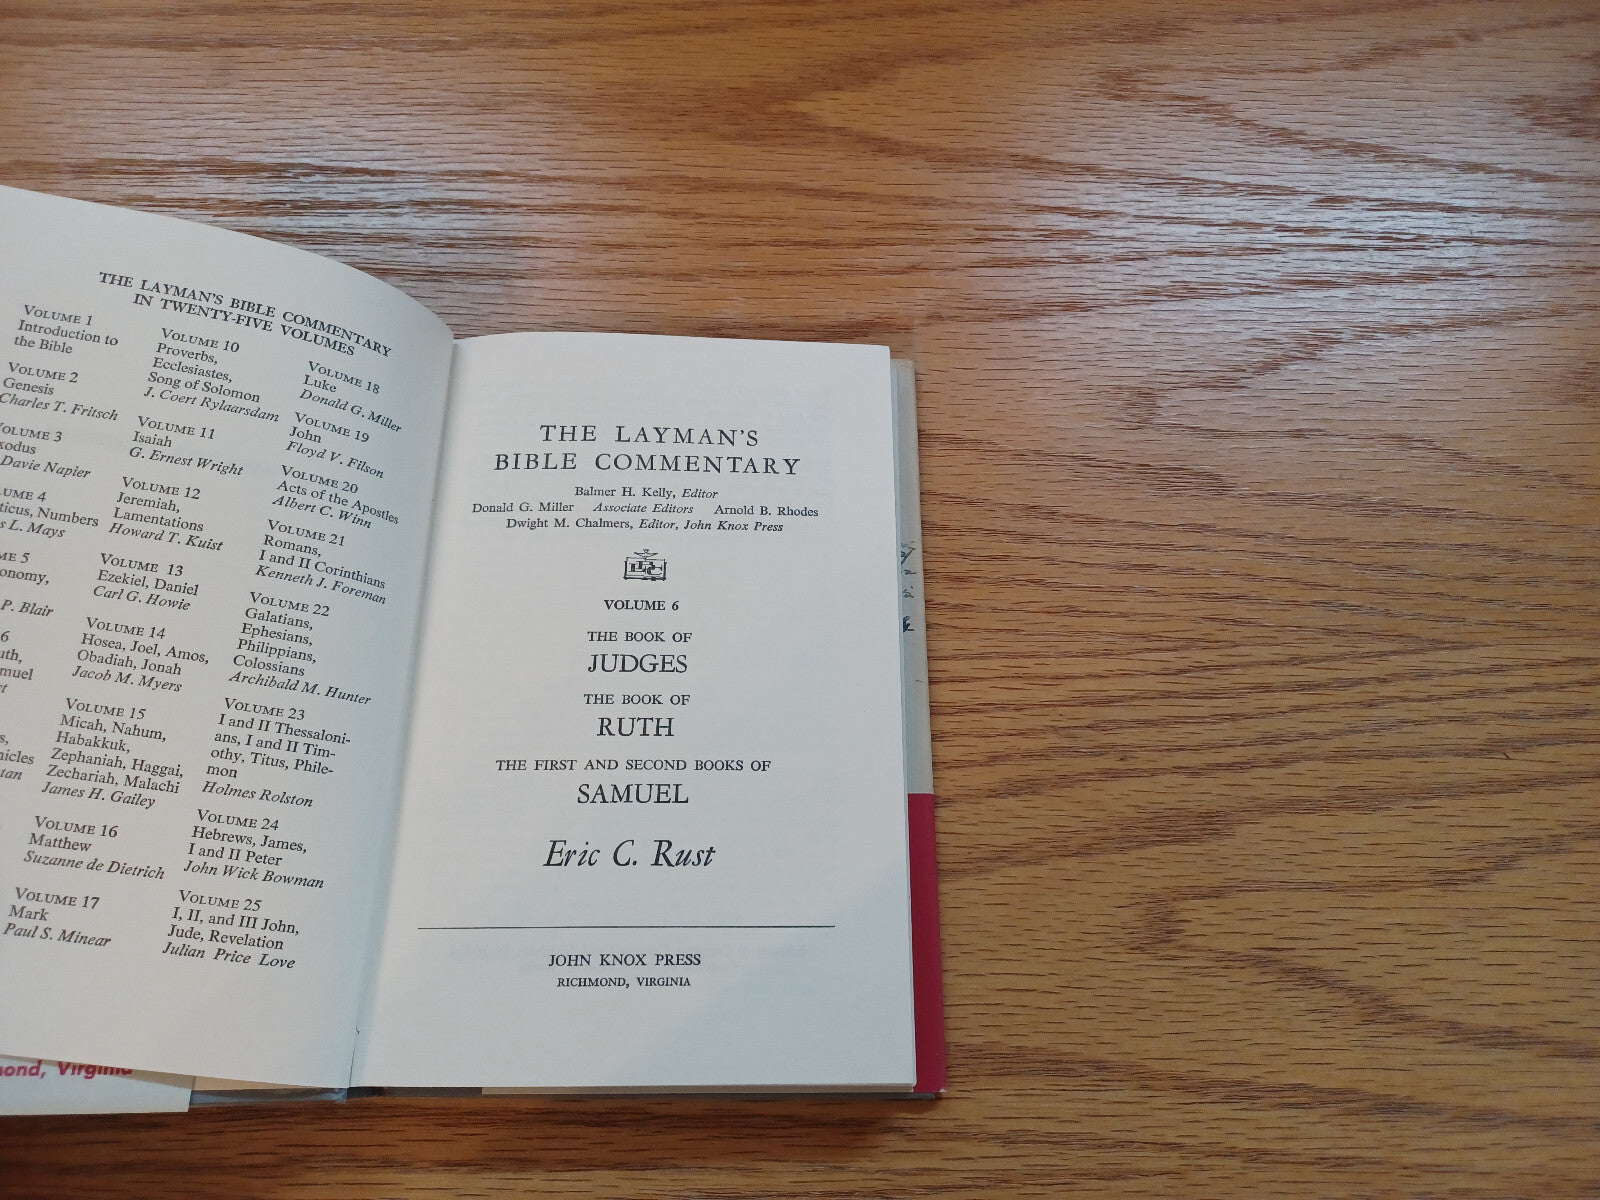 THE LAYMAN'S BIBLE COMMENTARY
IN TWENTY-FIVE VOLUMES
VOLUME 1
Introduction to
the Bible
VOLUME 2
Genesis
Charles T. Fritsch
VOLUME 3
Davie Napier
Numbers
L. Mays
P. Blair
VOLUME 10
Proverbs,
Ecclesiastes,
Song of Solomon
J. Coert Rylaarsdam
VOLUME 11
Isaiah
G. Ernest Wright
VOLUME 12
Jeremiah,
Lamentations
Howard T. Kuist
VOLUME 13
Ezekiel, Daniel
Carl G. Howie
VOLUME 14
Hosea, Joel, Amos,
Obadiah, Jonah
Jacob M. Myers
VOLUME 15
Micah, Nahum,
Habakkuk,
Zephaniah, Haggai,
Zechariah, Malachi
James H. Gailey
VOLUME 16
Matthew
Suzanne de Dietrich
VOLUME 17
Mark
Paul S. Minear
VOLUME 18
Luke
Donald G. Miller
VOLUME 19
John
Floyd V. Filson
VOLUME 20
Acts of the Apostles
Albert C. Winn
VOLUME 21
Romans,
I and II Corinthians
Kenneth J. Foreman
VOLUME 22
Galatians,
Ephesians,
Philippians,
Colossians
Archibald M. Hunter
VOLUME 23
I and II Thessaloni-
ans, I and II Tim-
othy, Titus, Phile-
mon
Holmes Rolston
VOLUME 24
Hebrews, James,
I and II Peter
John Wick Bowman
VOLUME 25
I, II, and III John,
Jude, Revelation
Julian Price Love
Virginia
THE LAYMAN'S
BIBLE COMMENTARY
Balmer H. Kelly, Editor
Donald G. Miller Associate Editors Arnold B. Rhodes
Dwight M. Chalmers, Editor, John Knox Press
VOLUME 6
THE BOOK OF
JUDGES
THE BOOK OF
RUTH
THE FIRST AND SECOND BOOKS OF
SAMUEL
Eric C. Rust
JOHN KNOX PRESS
RICHMOND, VIRGINIA